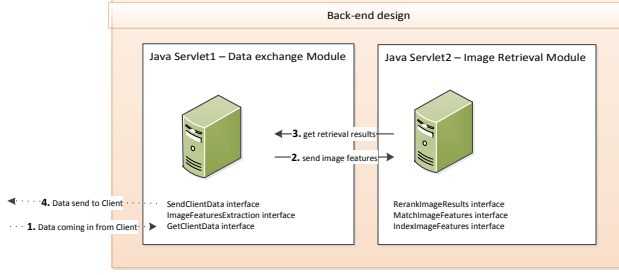 Back-end design
Java Servlet1 – Data exchange Module
Java Servlet2 – Image Retrieval Module
3. get retrieval results
2. send image features
4. Data send to Client
1. Data coming in from Client
SendClientData interface
ImageFeaturesExtraction interface
GetClientData interface
RerankImageResults interface
MatchImageFeatures interface
IndexImageFeatures interface